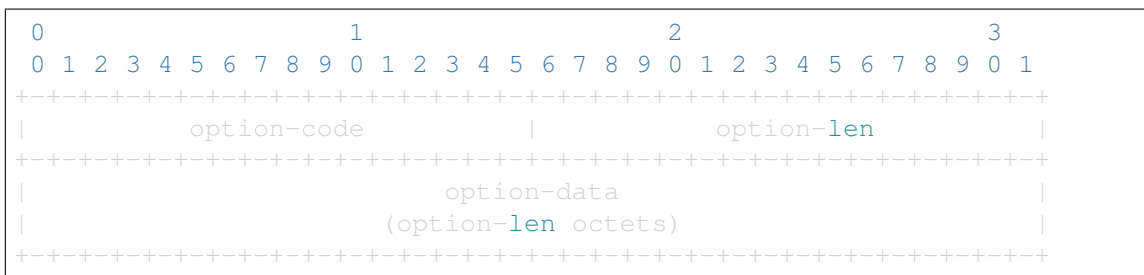 0                   1                   2                   3
 0 1 2 3 4 5 6 7 8 9 0 1 2 3 4 5 6 7 8 9 0 1 2 3 4 5 6 7 8 9 0 1
+-+-+-+-+-+-+-+-+-+-+-+-+-+-+-+-+-+-+-+-+-+-+-+-+-+-+-+-+-+-+-+-+
|          option-code          |           option-len          |
+-+-+-+-+-+-+-+-+-+-+-+-+-+-+-+-+-+-+-+-+-+-+-+-+-+-+-+-+-+-+-+-+
|                          option-data                          |
|                      (option-len octets)                      |
+-+-+-+-+-+-+-+-+-+-+-+-+-+-+-+-+-+-+-+-+-+-+-+-+-+-+-+-+-+-+-+-+